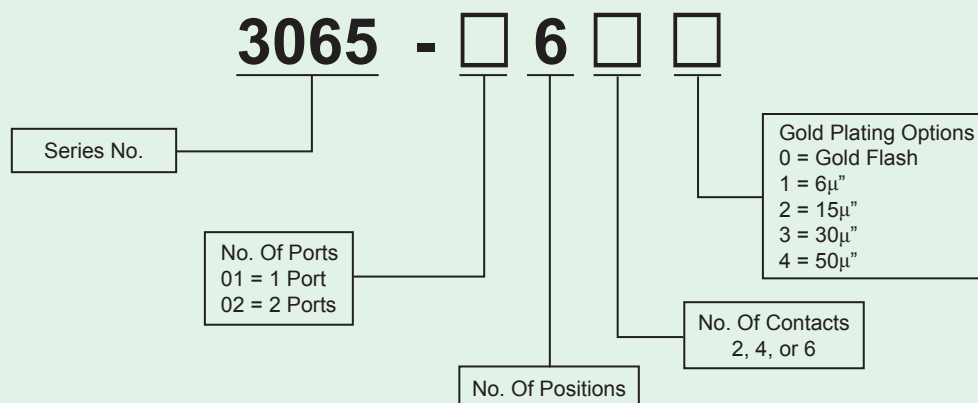 3065 - □ 6 □ □
Series No.
Gold Plating Options
0 = Gold Flash
1 = 6µ”
2 = 15µ”
3 = 30µ”
4 = 50µ”
No. Of Ports
01 = 1 Port
02 = 2 Ports
No. Of Contacts
2, 4, or 6
No. Of Positions